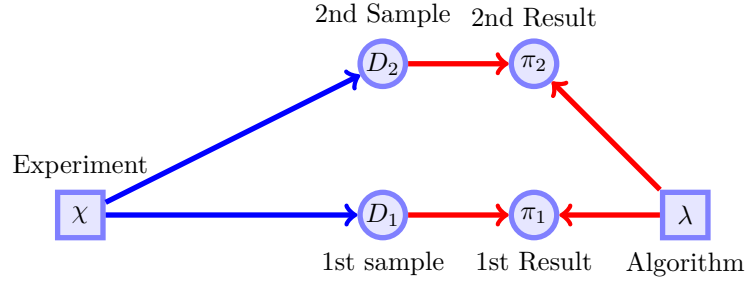 2nd Sample
2nd Result
D₂
π₂
Experiment
χ
D₁
π₁
λ
1st sample
1st Result
Algorithm